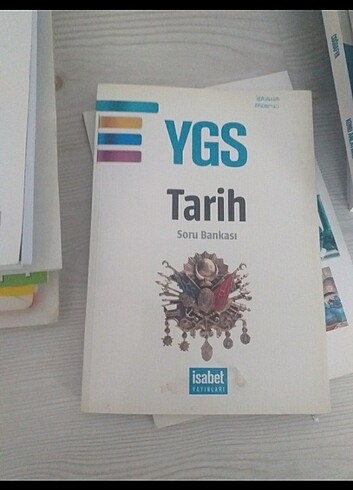 YGS
Tarih
Soru Bankası
isabet
YAYINLARI